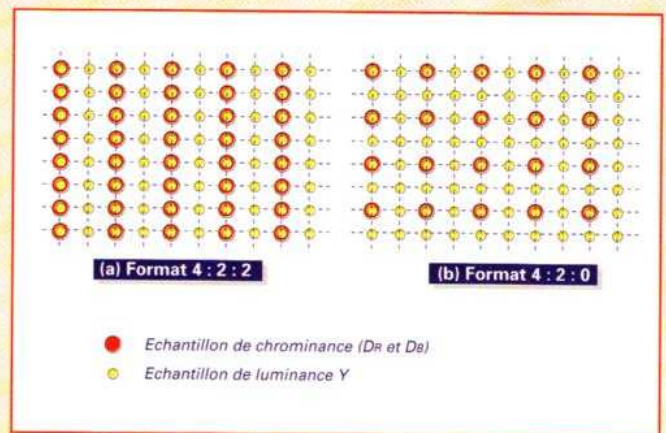 (a) Format 4 : 2 : 2
(b) Format 4 : 2 : 0
Echantillon de chrominance (DR et DB)
Echantillon de luminance Y